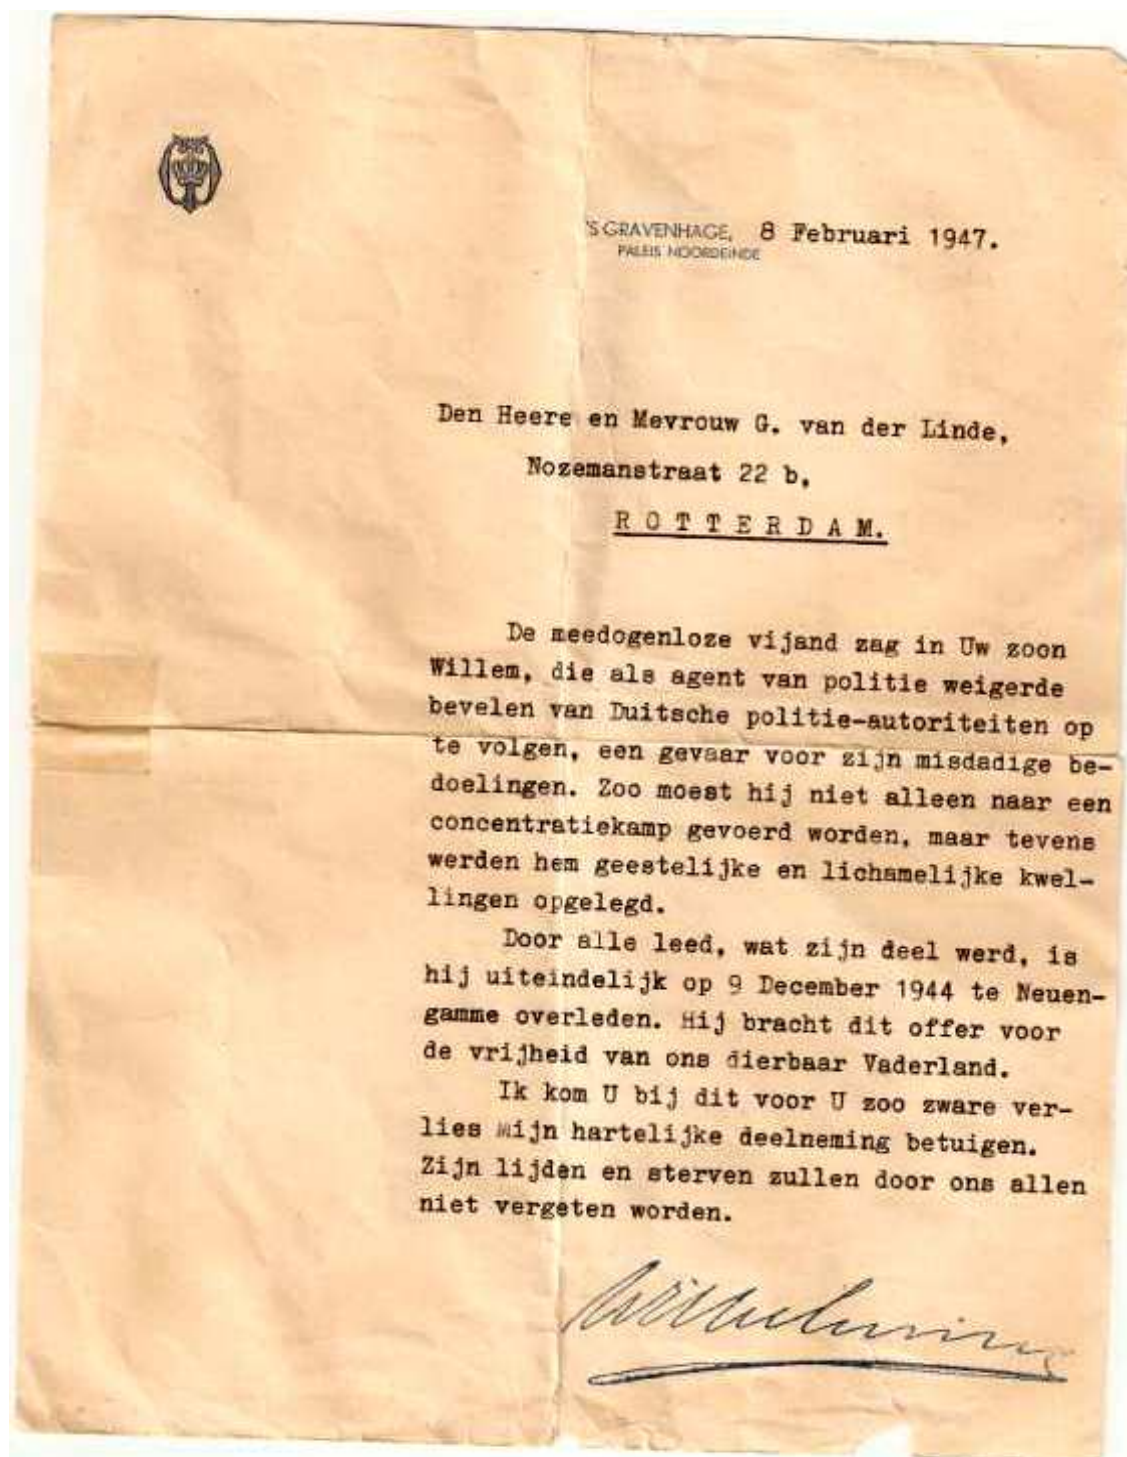 'S GRAVENHAGE, 8 Februari 1947.
PALEIS NOORDEINDE
Den Heere en Mevrouw G. van der Linde,
Nozemanstraat 22 b,
ROTTERDAM.
De meedogenloze vijand zag in Uw zoon
Willem, die als agent van politie weigerde
bevelen van Duitsche politie-autoriteiten op
te volgen, een gevaar voor zijn misdadige be-
doelingen. Zoo moest hij niet alleen naar een
concentratiekamp gevoerd worden, maar tevens
werden hem geestelijke en lichamelijke kwel-
lingen opgelegd.
Door alle leed, wat zijn deel werd, is
hij uiteindelijk op 9 December 1944 te Neuen-
gamme overleden. Hij bracht dit offer voor
de vrijheid van ons dierbaar Vaderland.
Ik kom U bij dit voor U zoo zware ver-
lies mijn hartelijke deelneming betuigen.
Zijn lijden en sterven zullen door ons allen
niet vergeten worden.
Wilhelmina